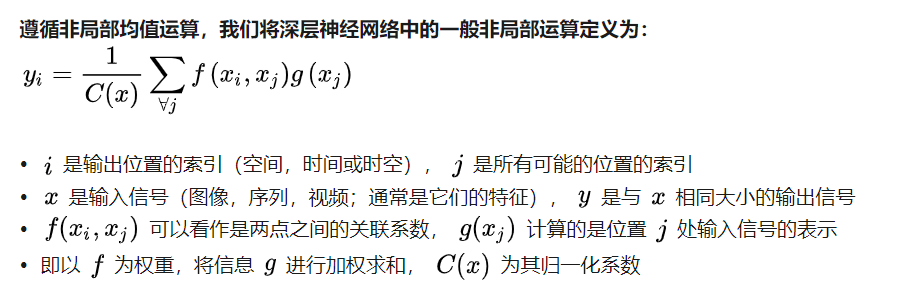 遵循非局部均值运算，我们将深层神经网络中的一般非局部运算定义为：
$y_i = \frac{1}{C(x)} \sum_{\forall j} f(x_i, x_j) g(x_j)$
• $i$ 是输出位置的索引（空间，时间或时空）， $j$ 是所有可能的位置的索引
• $x$ 是输入信号（图像，序列，视频；通常是它们的特征）， $y$ 是与 $x$ 相同大小的输出信号
• $f(x_i, x_j)$ 可以看作是两点之间的关联系数， $g(x_j)$ 计算的是位置 $j$ 处输入信号的表示
• 即以 $f$ 为权重，将信息 $g$ 进行加权求和， $C(x)$ 为其归一化系数